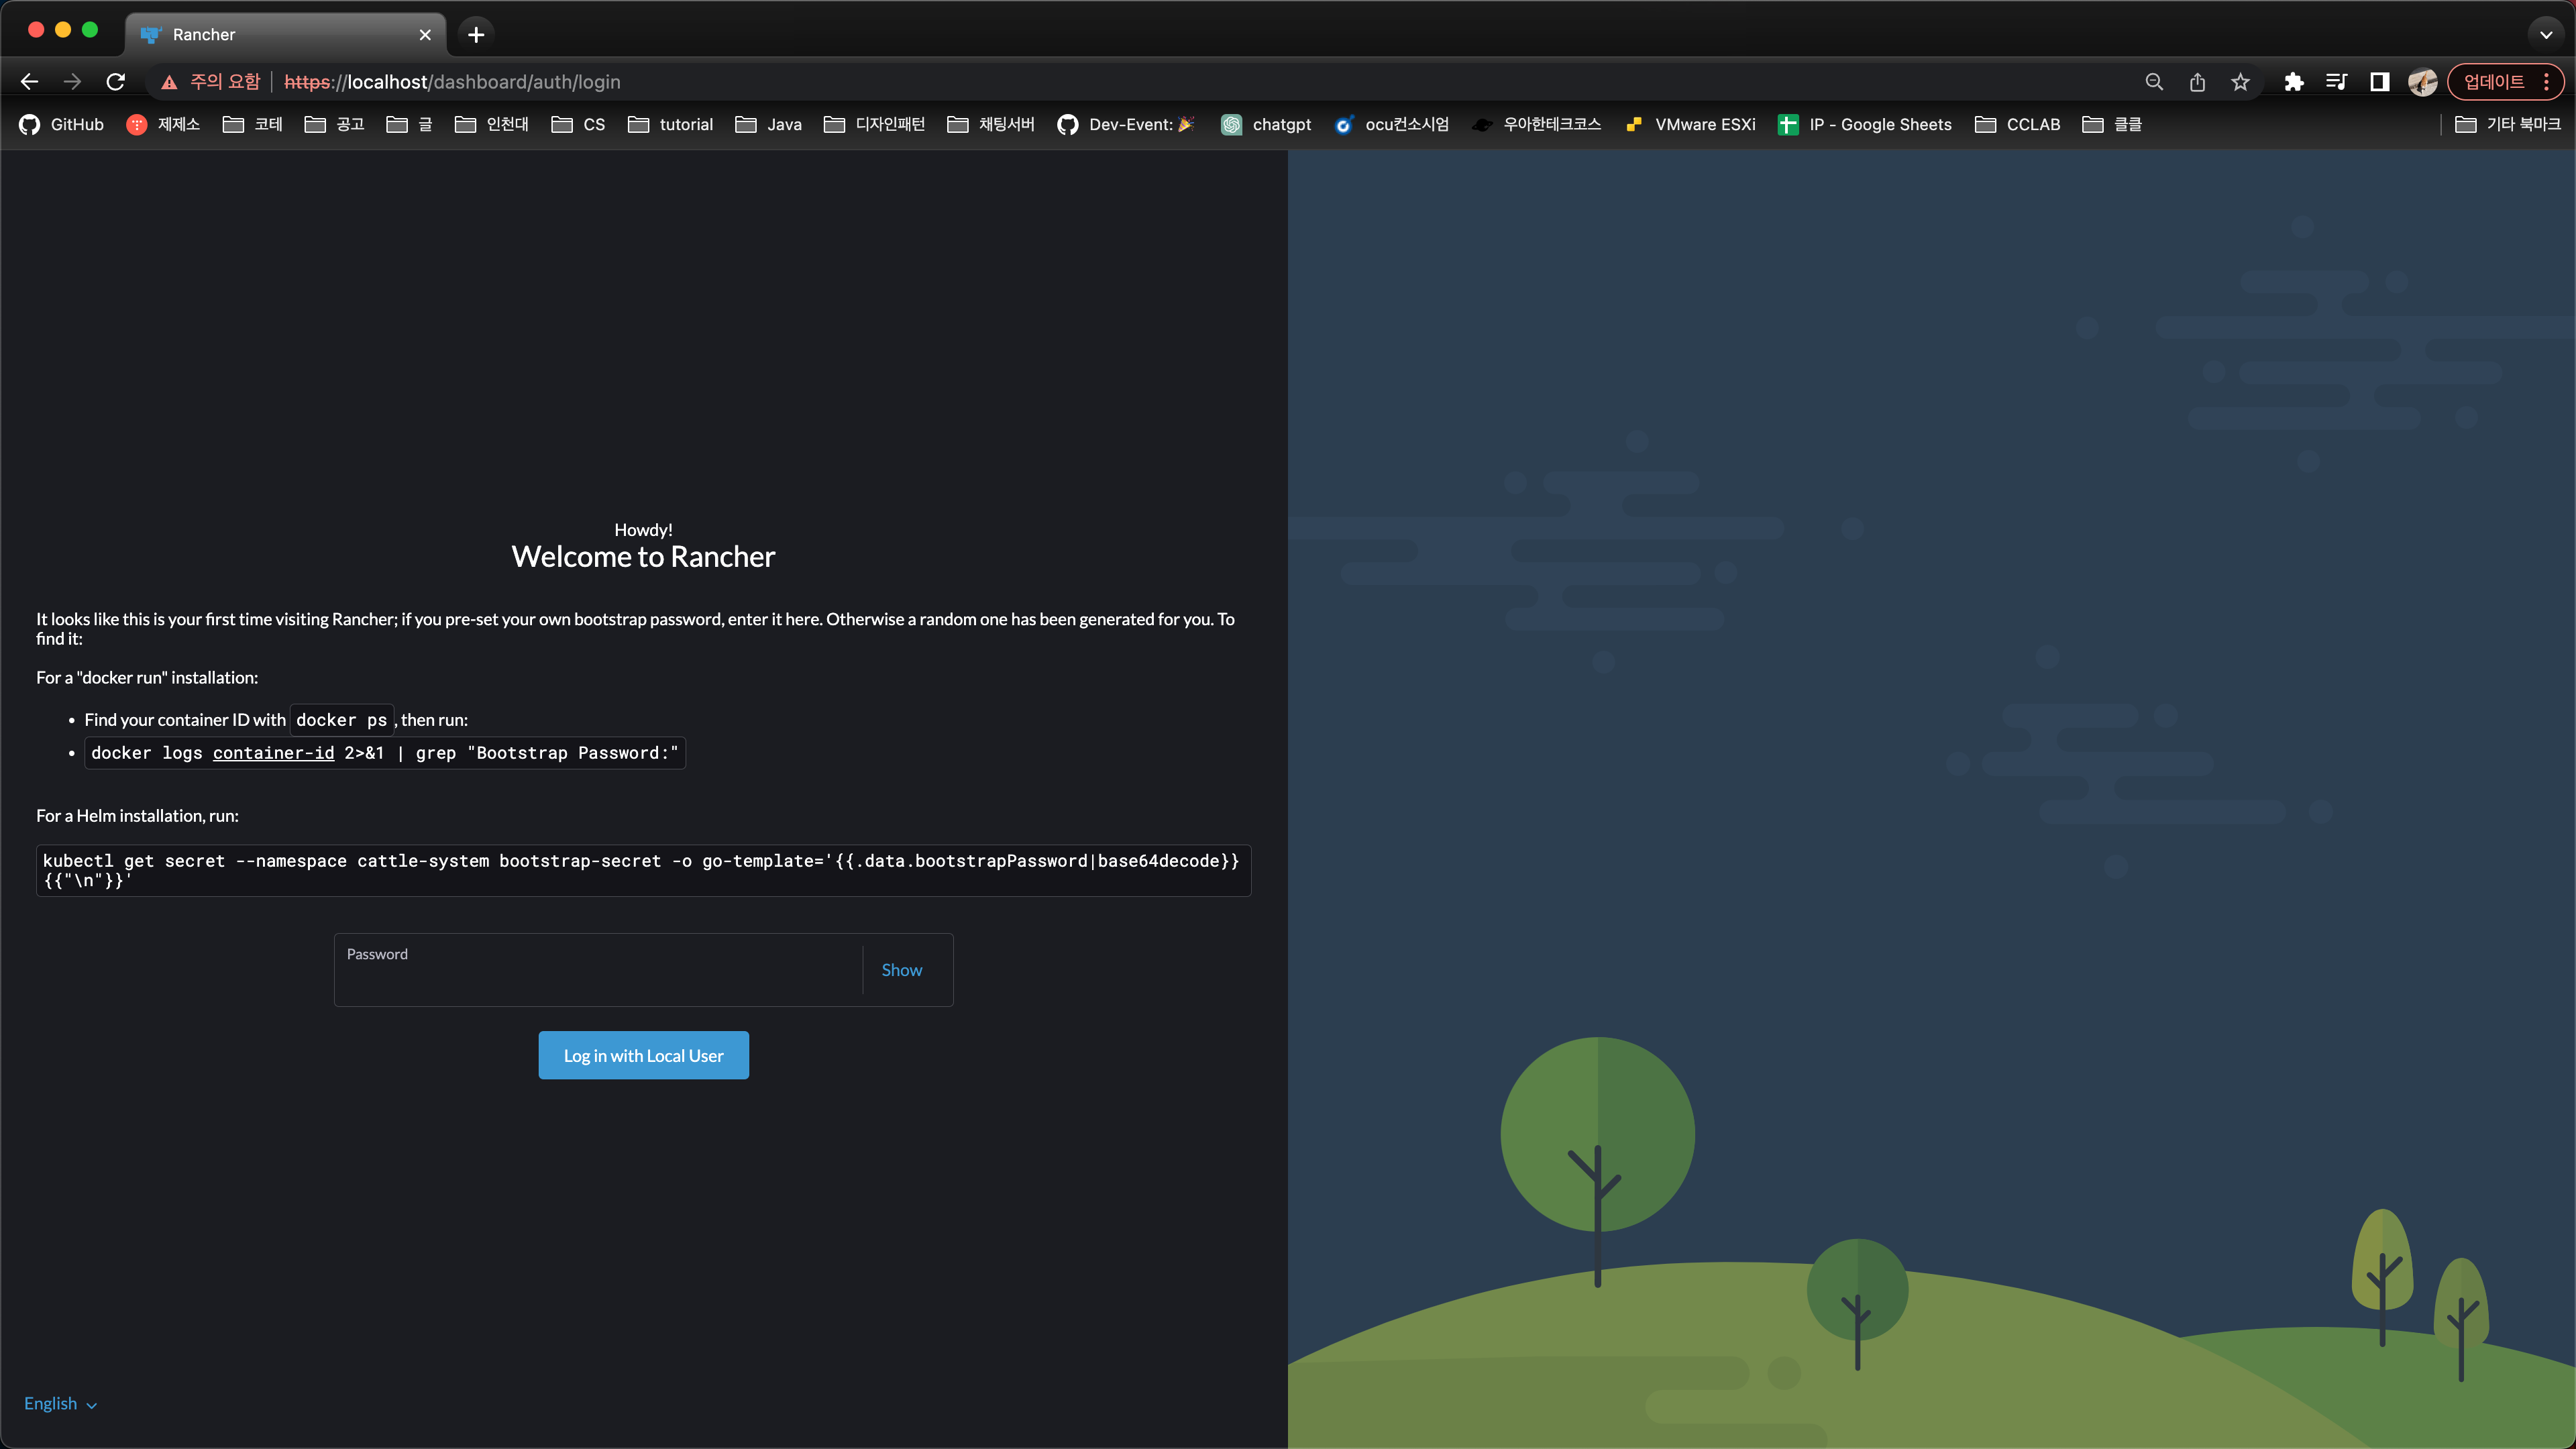 Rancher
주의 요함 https://localhost/dashboard/auth/login 업데이트
GitHub 제제소 코테 공고 글 인천대 CS tutorial Java 디자인패턴 채팅서버 Dev-Event: 🎉 chatgpt ocu컨소시엄 우아한테크코스 VMware ESXi IP - Google Sheets CCLAB 클클 기타 북마크
Howdy!
Welcome to Rancher
It looks like this is your first time visiting Rancher; if you pre-set your own bootstrap password, enter it here. Otherwise a random one has been generated for you. To
find it:
For a "docker run" installation:
• Find your container ID with docker ps, then run:
• docker logs container-id 2>&1 | grep "Bootstrap Password:"
For a Helm installation, run:
kubectl get secret --namespace cattle-system bootstrap-secret -o go-template='{{.data.bootstrapPassword|base64decode}}
{{"\n"}}'
Password
Show
Log in with Local User
English